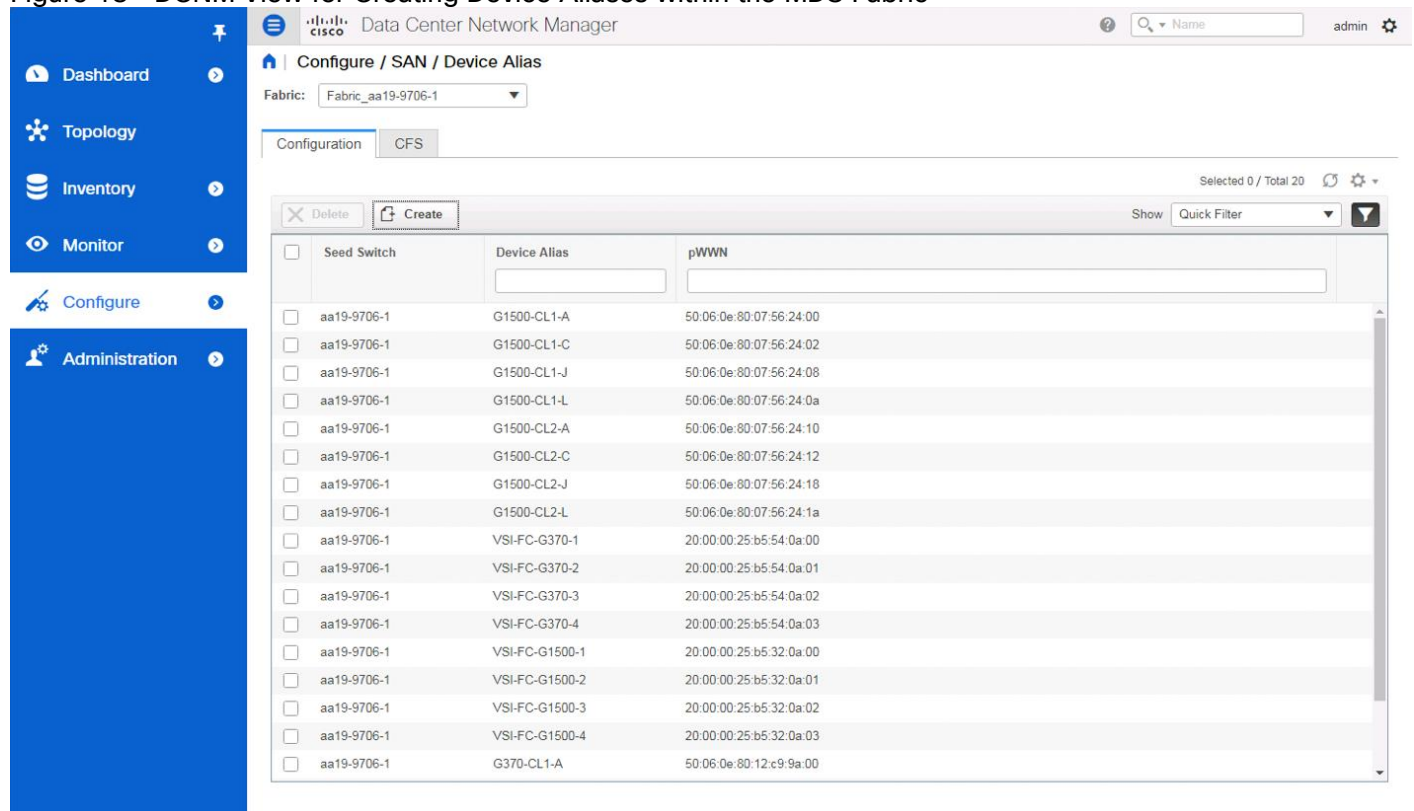 Figure 18 DCNM View for Creating Device Aliases within the MDS Fabric
cisco Data Center Network Manager Name admin
Dashboard
Topology
Inventory
Monitor
Configure
Administration
Configure / SAN / Device Alias
Fabric: Fabric_aa19-9706-1
Configuration CFS
Selected 0 / Total 20
Delete Create Show Quick Filter
Seed Switch Device Alias pWWN
aa19-9706-1 G1500-CL1-A 50:06:0e:80:07:56:24:00
aa19-9706-1 G1500-CL1-C 50:06:0e:80:07:56:24:02
aa19-9706-1 G1500-CL1-J 50:06:0e:80:07:56:24:08
aa19-9706-1 G1500-CL1-L 50:06:0e:80:07:56:24:0a
aa19-9706-1 G1500-CL2-A 50:06:0e:80:07:56:24:10
aa19-9706-1 G1500-CL2-C 50:06:0e:80:07:56:24:12
aa19-9706-1 G1500-CL2-J 50:06:0e:80:07:56:24:18
aa19-9706-1 G1500-CL2-L 50:06:0e:80:07:56:24:1a
aa19-9706-1 VSI-FC-G370-1 20:00:00:25:b5:54:0a:00
aa19-9706-1 VSI-FC-G370-2 20:00:00:25:b5:54:0a:01
aa19-9706-1 VSI-FC-G370-3 20:00:00:25:b5:54:0a:02
aa19-9706-1 VSI-FC-G370-4 20:00:00:25:b5:54:0a:03
aa19-9706-1 VSI-FC-G1500-1 20:00:00:25:b5:32:0a:00
aa19-9706-1 VSI-FC-G1500-2 20:00:00:25:b5:32:0a:01
aa19-9706-1 VSI-FC-G1500-3 20:00:00:25:b5:32:0a:02
aa19-9706-1 VSI-FC-G1500-4 20:00:00:25:b5:32:0a:03
aa19-9706-1 G370-CL1-A 50:06:0e:80:12:c9:9a:00